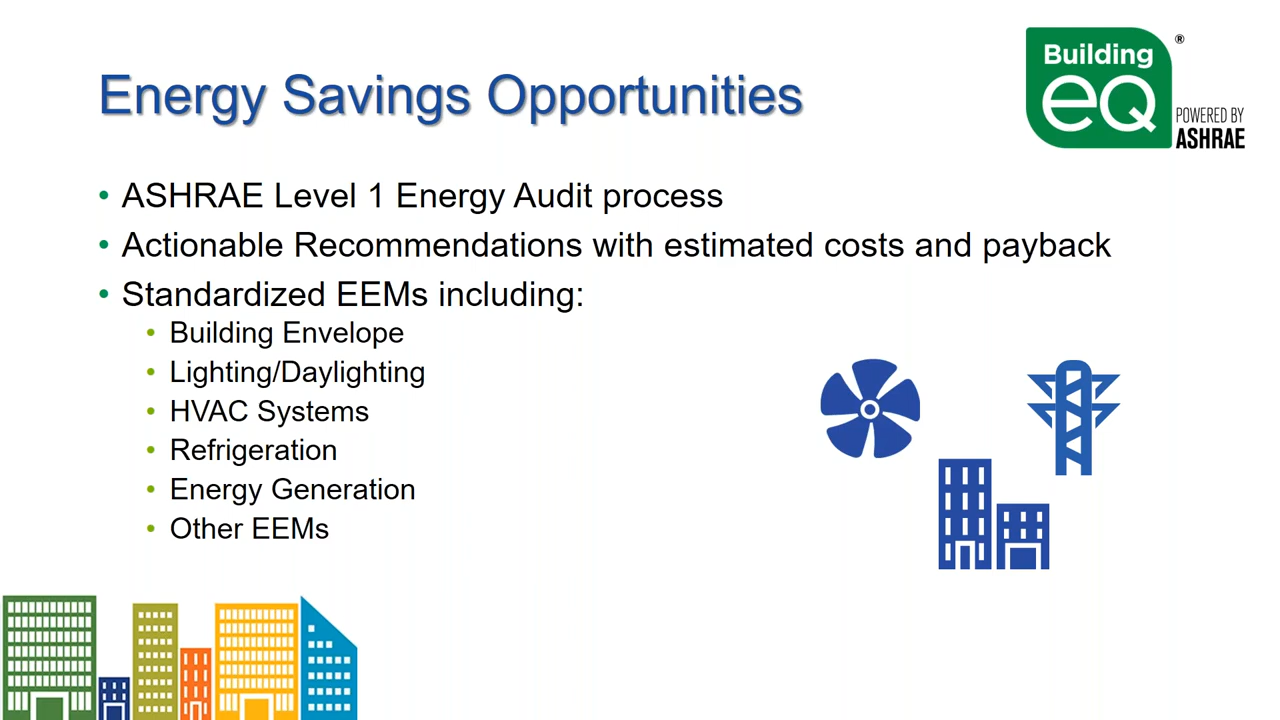 Energy Savings Opportunities
Building
eQ
®
POWERED BY
ASHRAE
• ASHRAE Level 1 Energy Audit process
• Actionable Recommendations with estimated costs and payback
• Standardized EEMs including:
• Building Envelope
• Lighting/Daylighting
• HVAC Systems
• Refrigeration
• Energy Generation
• Other EEMs